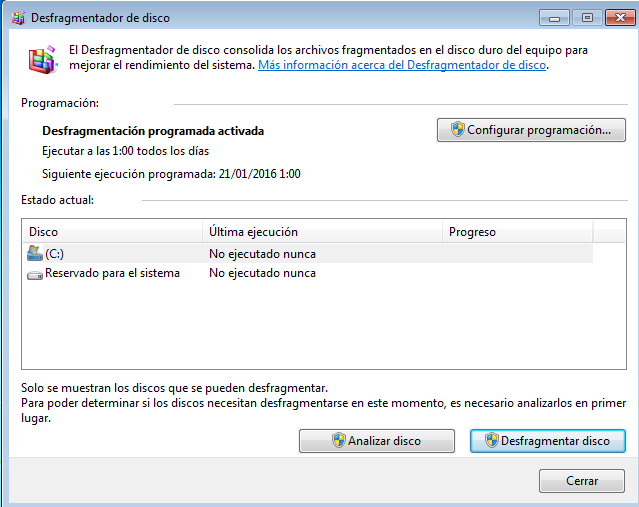 Desfragmentador de disco
El Desfragmentador de disco consolida los archivos fragmentados en el disco duro del equipo para
mejorar el rendimiento del sistema. Más información acerca del Desfragmentador de disco.
Programación:
Desfragmentación programada activada
Configurar programación...
Ejecutar a las 1:00 todos los días
Siguiente ejecución programada: 21/01/2016 1:00
Estado actual:
Disco Última ejecución Progreso
(C:) No ejecutado nunca
Reservado para el sistema No ejecutado nunca
Solo se muestran los discos que se pueden desfragmentar.
Para poder determinar si los discos necesitan desfragmentarse en este momento, es necesario analizarlos en primer
lugar.
Analizar disco Desfragmentar disco
Cerrar